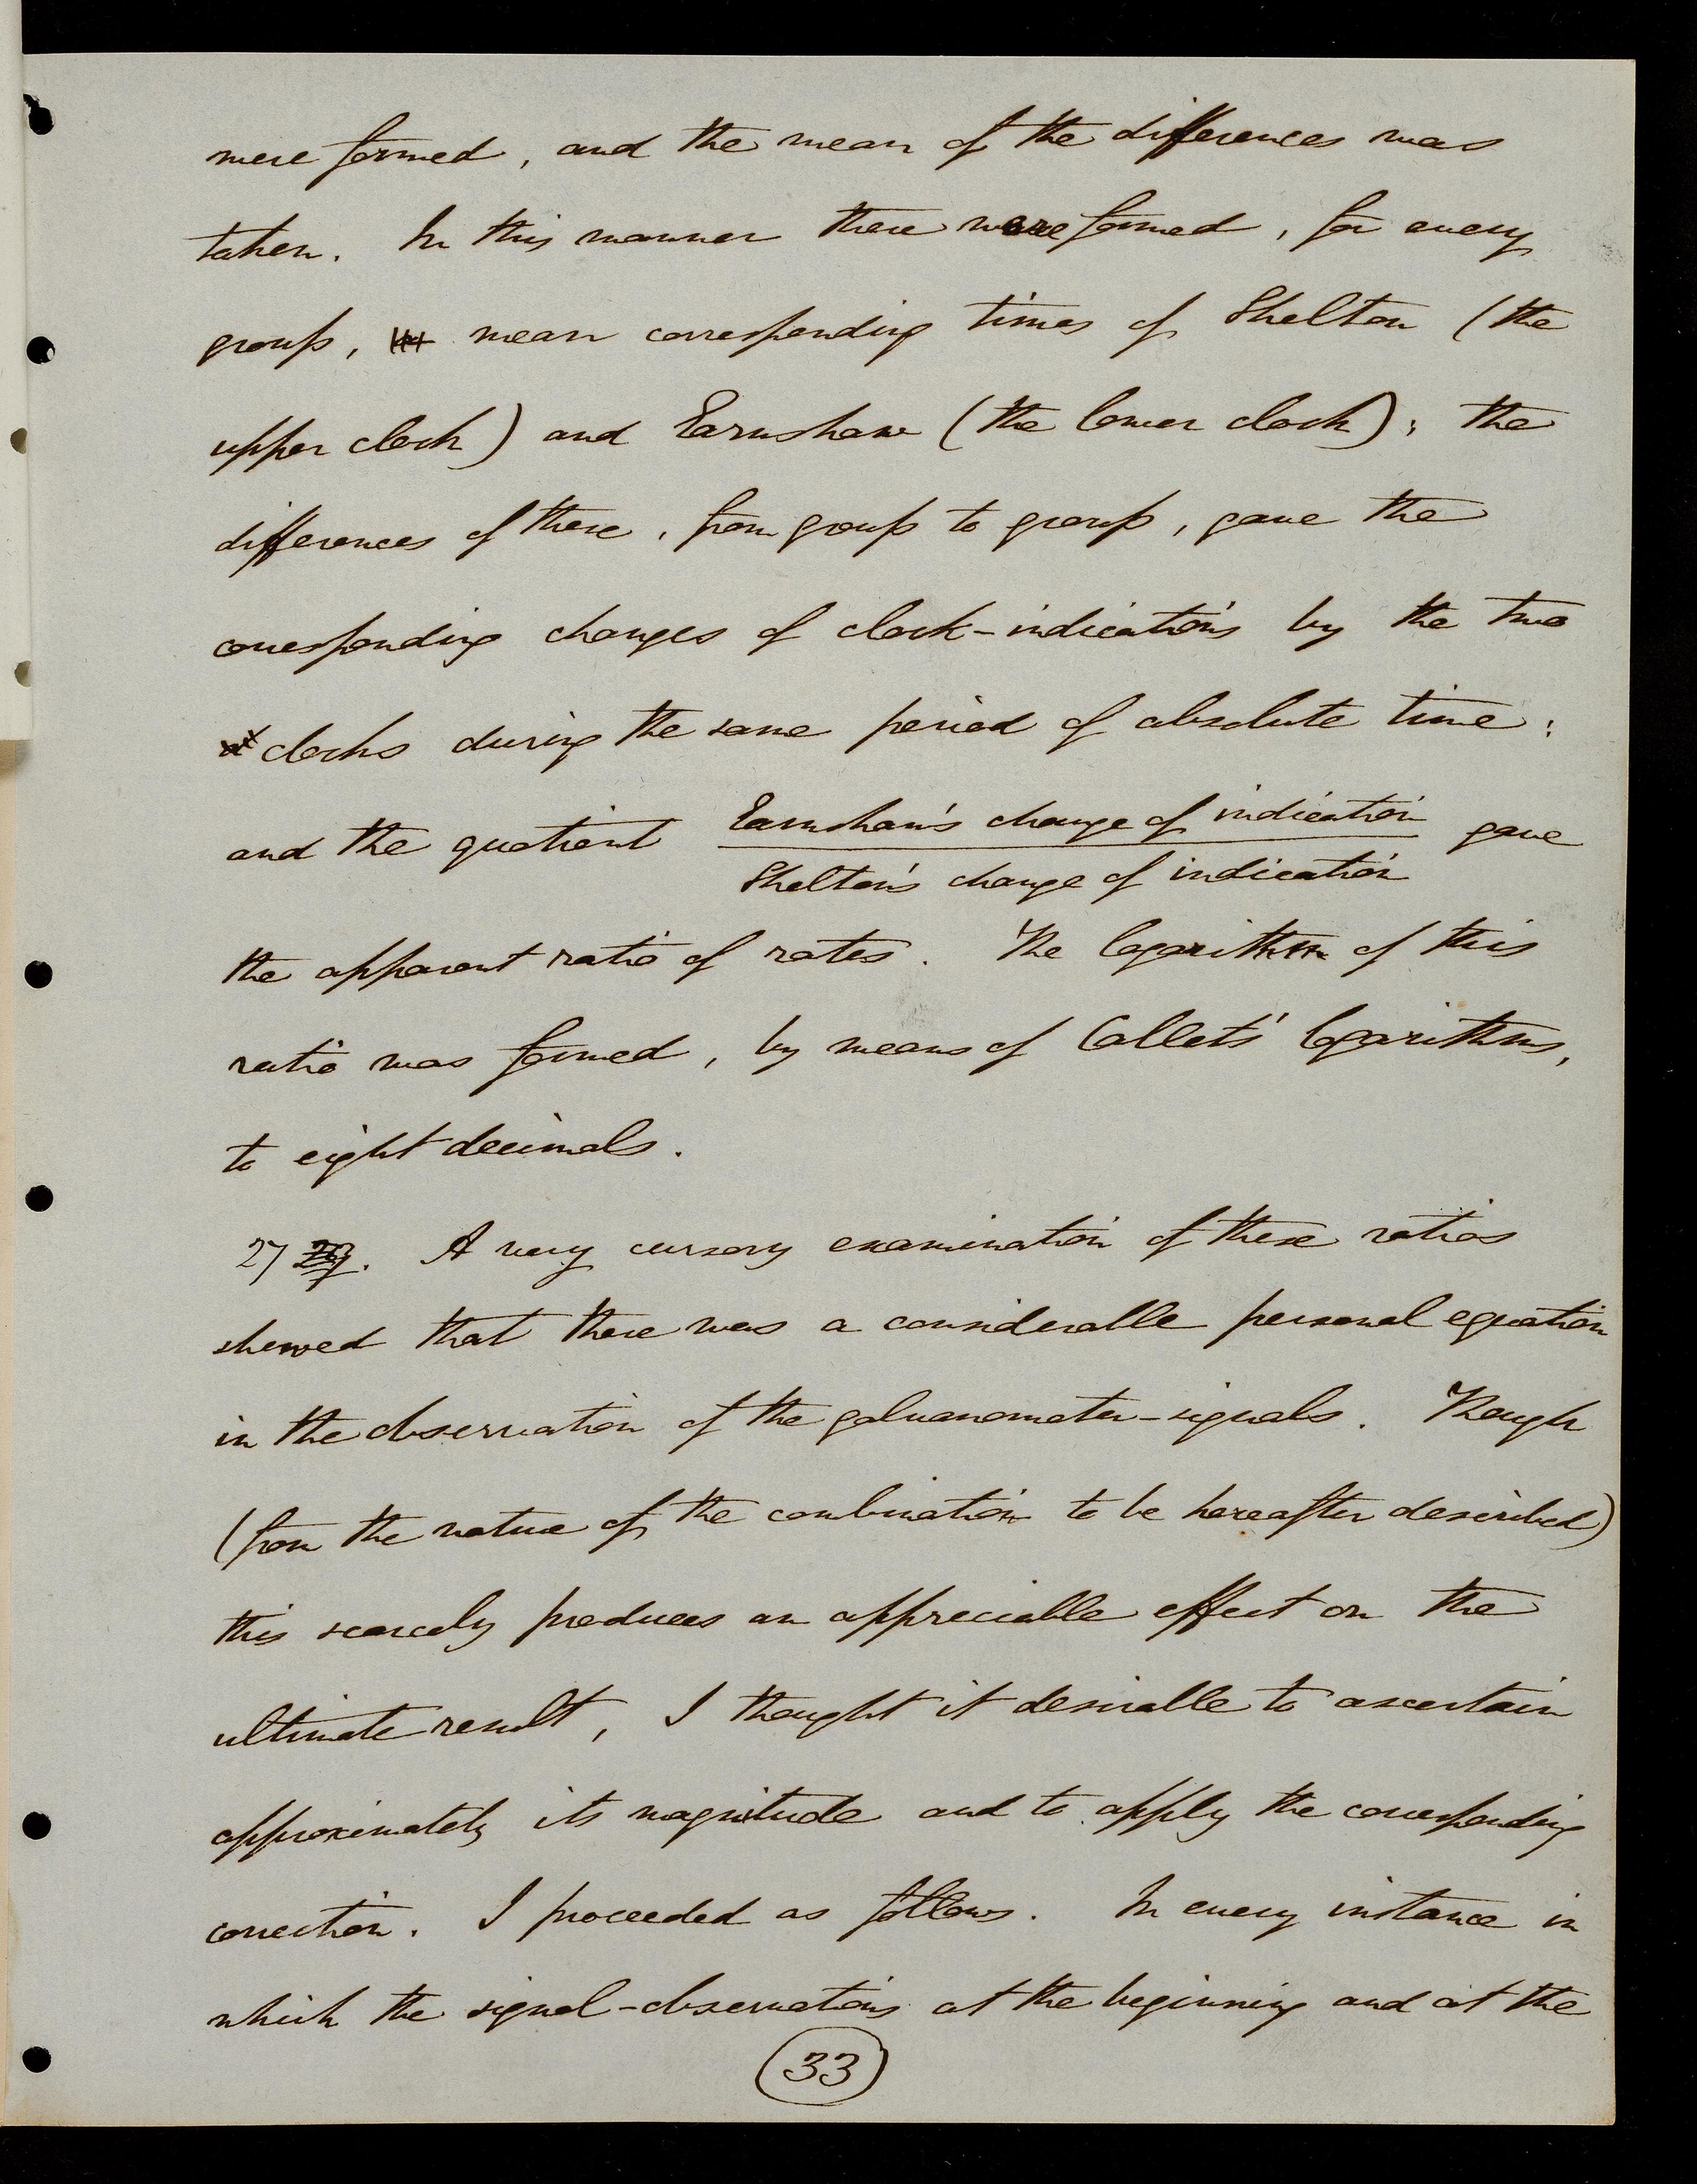 were formed, and the mean of the differences was
taken. In this manner there were formed, for every
group, mean corresponding times of Shelton (the
upper clock) and Earnshaw (the lower clock); the
differences of these, from group to group, gave the
corresponding changes of clock-indications by the two
clocks during the same period of absolute time:
and the quotient Earnshaw's change of indication gave
Shelton's change of indication
the apparent ratio of rates. The logarithm of this
ratio was formed, by means of Callet's logarithms,
to eight decimals.
27. A very cursory examination of these ratios
shewed that there was a considerable personal equation
in the observation of the galvanometer-signals. Though
(from the nature of the combination to be hereafter described)
this scarcely produces an appreciable effect on the
ultimate result, I thought it desirable to ascertain
approximately its magnitude and to apply the corresponding
correction. I proceeded as follows. In every instance in
which the signal-observations at the beginning and at the
33